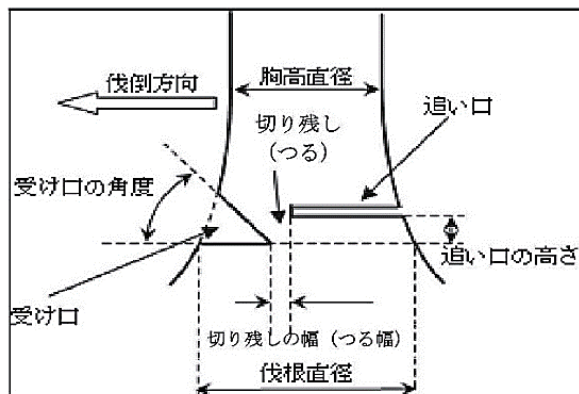 伐倒方向
胸高直径
追い口
切り残し
（つる）
受け口の角度
追い口の高さ
受け口
切り残しの幅（つる幅）
伐根直径